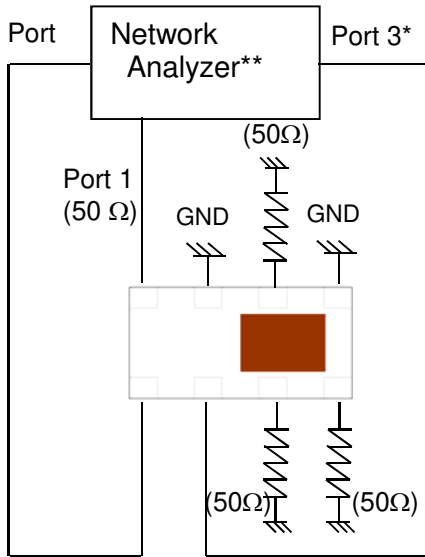 Port
Network
Analyzer**
Port 3*
(50Ω)
Port 1
(50 Ω)
GND
GND
(50Ω)
(50Ω)